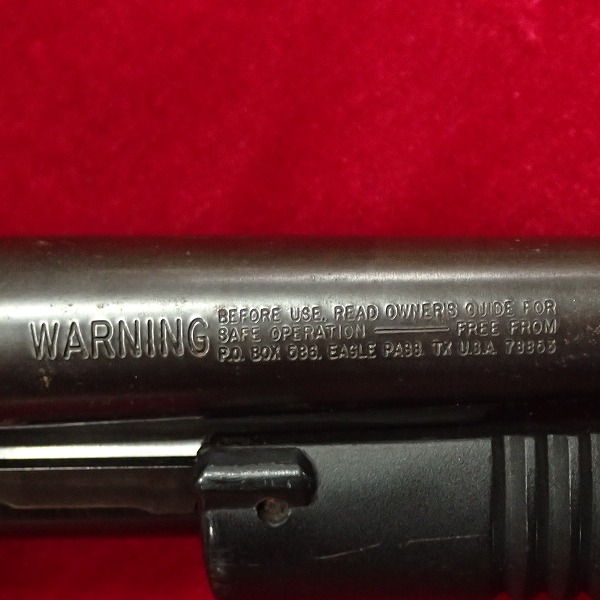 WARNING
BEFORE USE, READ OWNER'S GUIDE FOR
SAFE OPERATION —— FREE FROM
P.O. BOX 586. EAGLE PASS. TX U.S.A. 78853